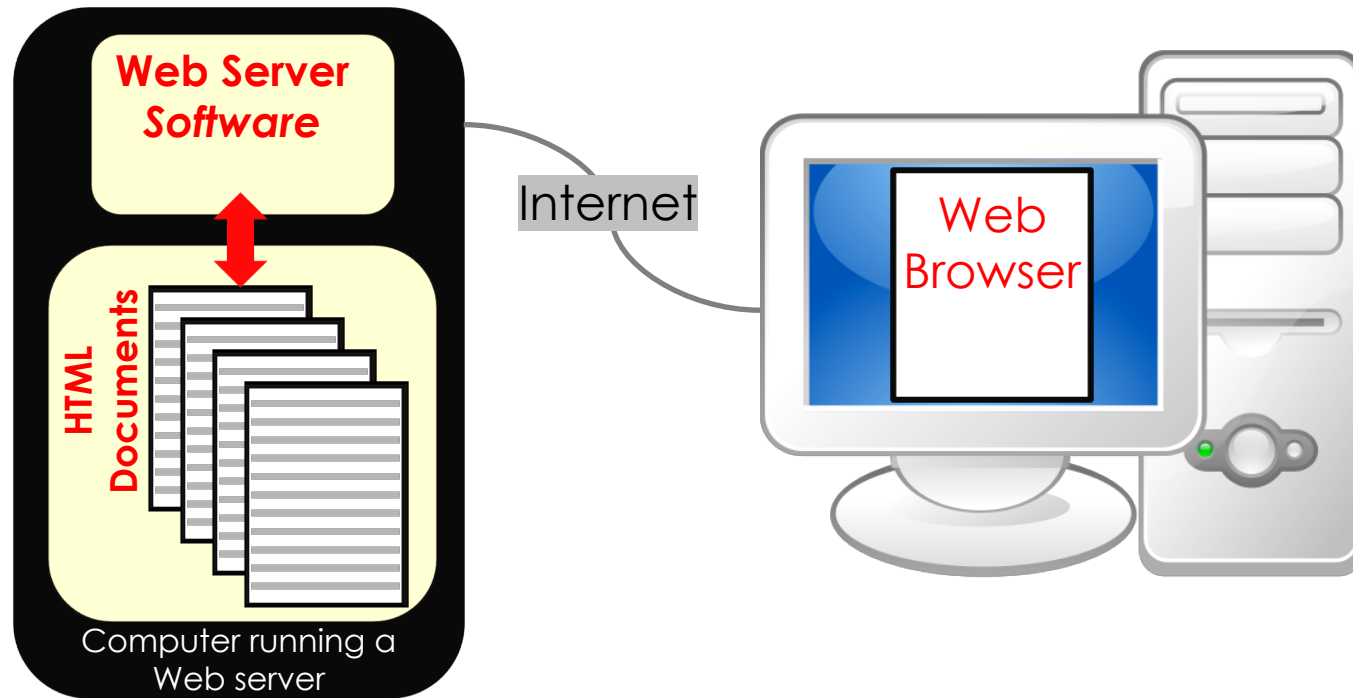 Web Server
Software
HTML
Documents
Computer running a
Web server
Internet
Web
Browser